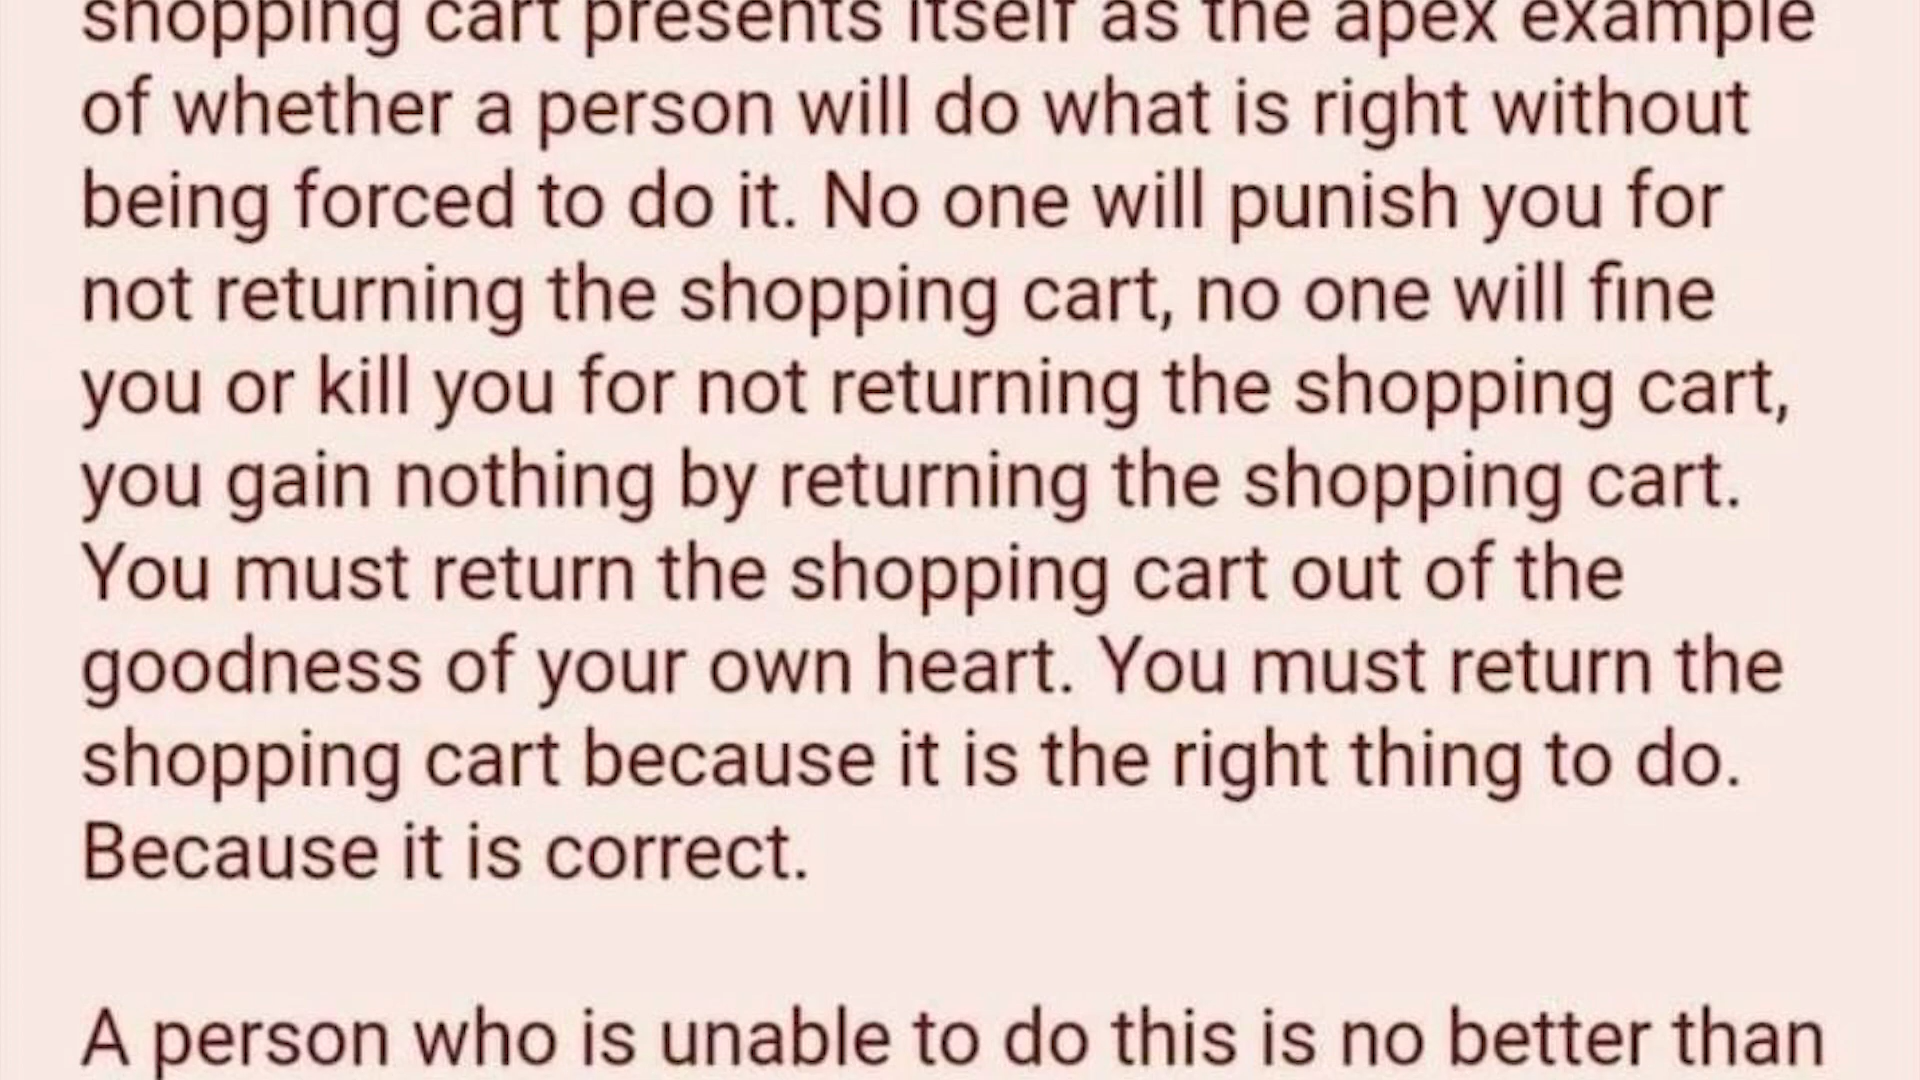 shopping cart presents itself as the apex example
of whether a person will do what is right without
being forced to do it. No one will punish you for
not returning the shopping cart, no one will fine
you or kill you for not returning the shopping cart,
you gain nothing by returning the shopping cart.
You must return the shopping cart out of the
goodness of your own heart. You must return the
shopping cart because it is the right thing to do.
Because it is correct.
A person who is unable to do this is no better than